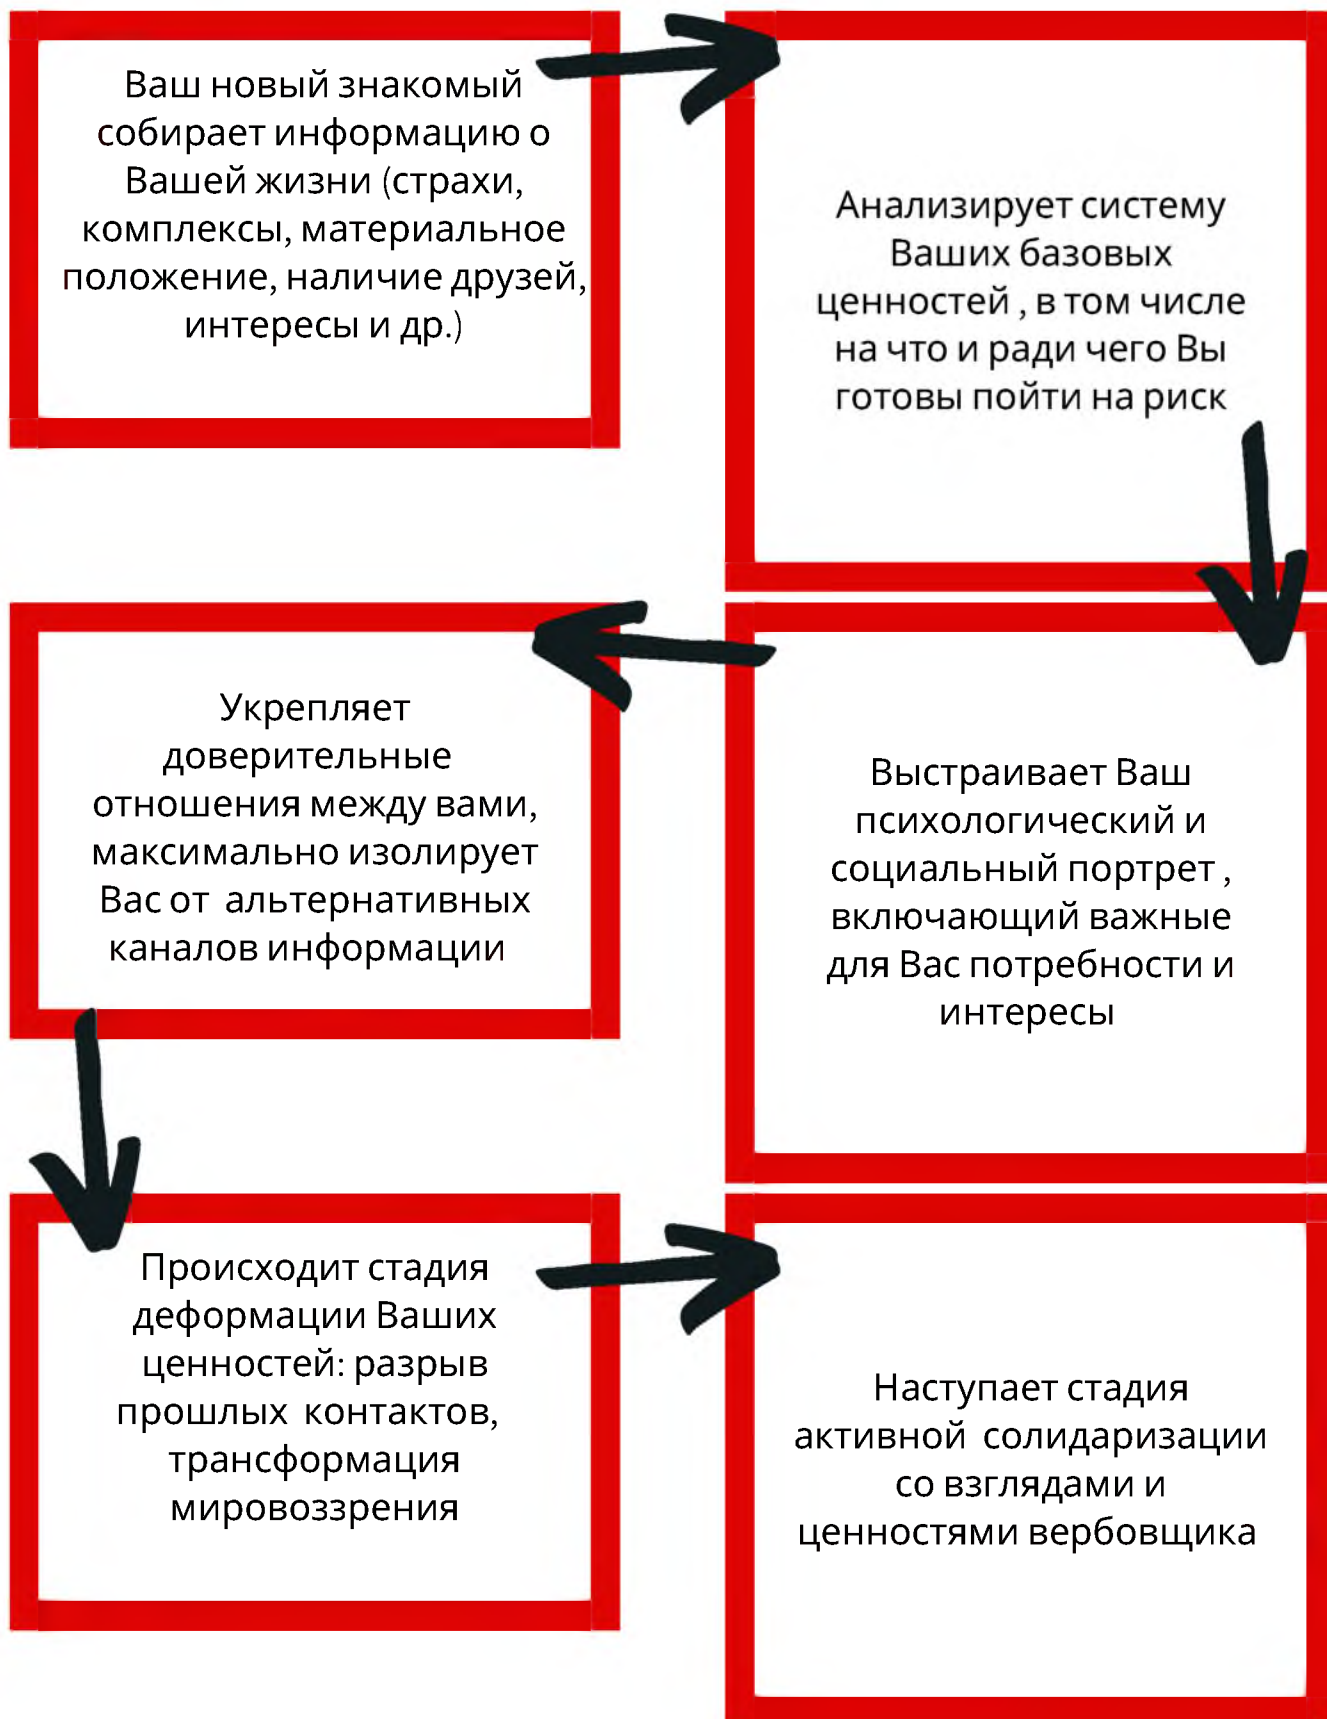 Ваш новый знакомый
собирает информацию о
Вашей жизни (страхи,
комплексы, материальное
положение, наличие друзей,
интересы и др.)
Анализирует систему
Ваших базовых
ценностей , в том числе
на что и ради чего Вы
готовы пойти на риск
Выстраивает Ваш
психологический и
социальный портрет ,
включающий важные
для Вас потребности и
интересы
Укрепляет
доверительные
отношения между вами,
максимально изолирует
Вас от альтернативных
каналов информации
Происходит стадия
деформации Ваших
ценностей: разрыв
прошлых контактов,
трансформация
мировоззрения
Наступает стадия
активной солидаризации
со взглядами и
ценностями вербовщика